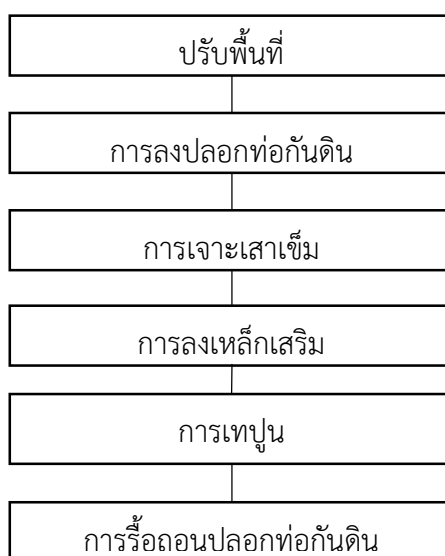 ปรับพื้นที่
การลงปลอกท่อกันดิน
การเจาะเสาเข็ม
การลงเหล็กเสริม
การเทปูน
การรื้อถอนปลอกท่อกันดิน